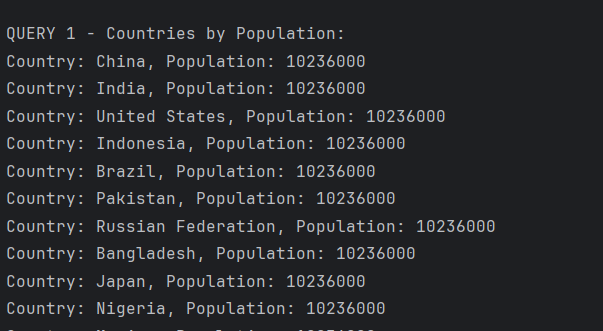 QUERY 1 - Countries by Population:
Country: China, Population: 10236000
Country: India, Population: 10236000
Country: United States, Population: 10236000
Country: Indonesia, Population: 10236000
Country: Brazil, Population: 10236000
Country: Pakistan, Population: 10236000
Country: Russian Federation, Population: 10236000
Country: Bangladesh, Population: 10236000
Country: Japan, Population: 10236000
Country: Nigeria, Population: 10236000